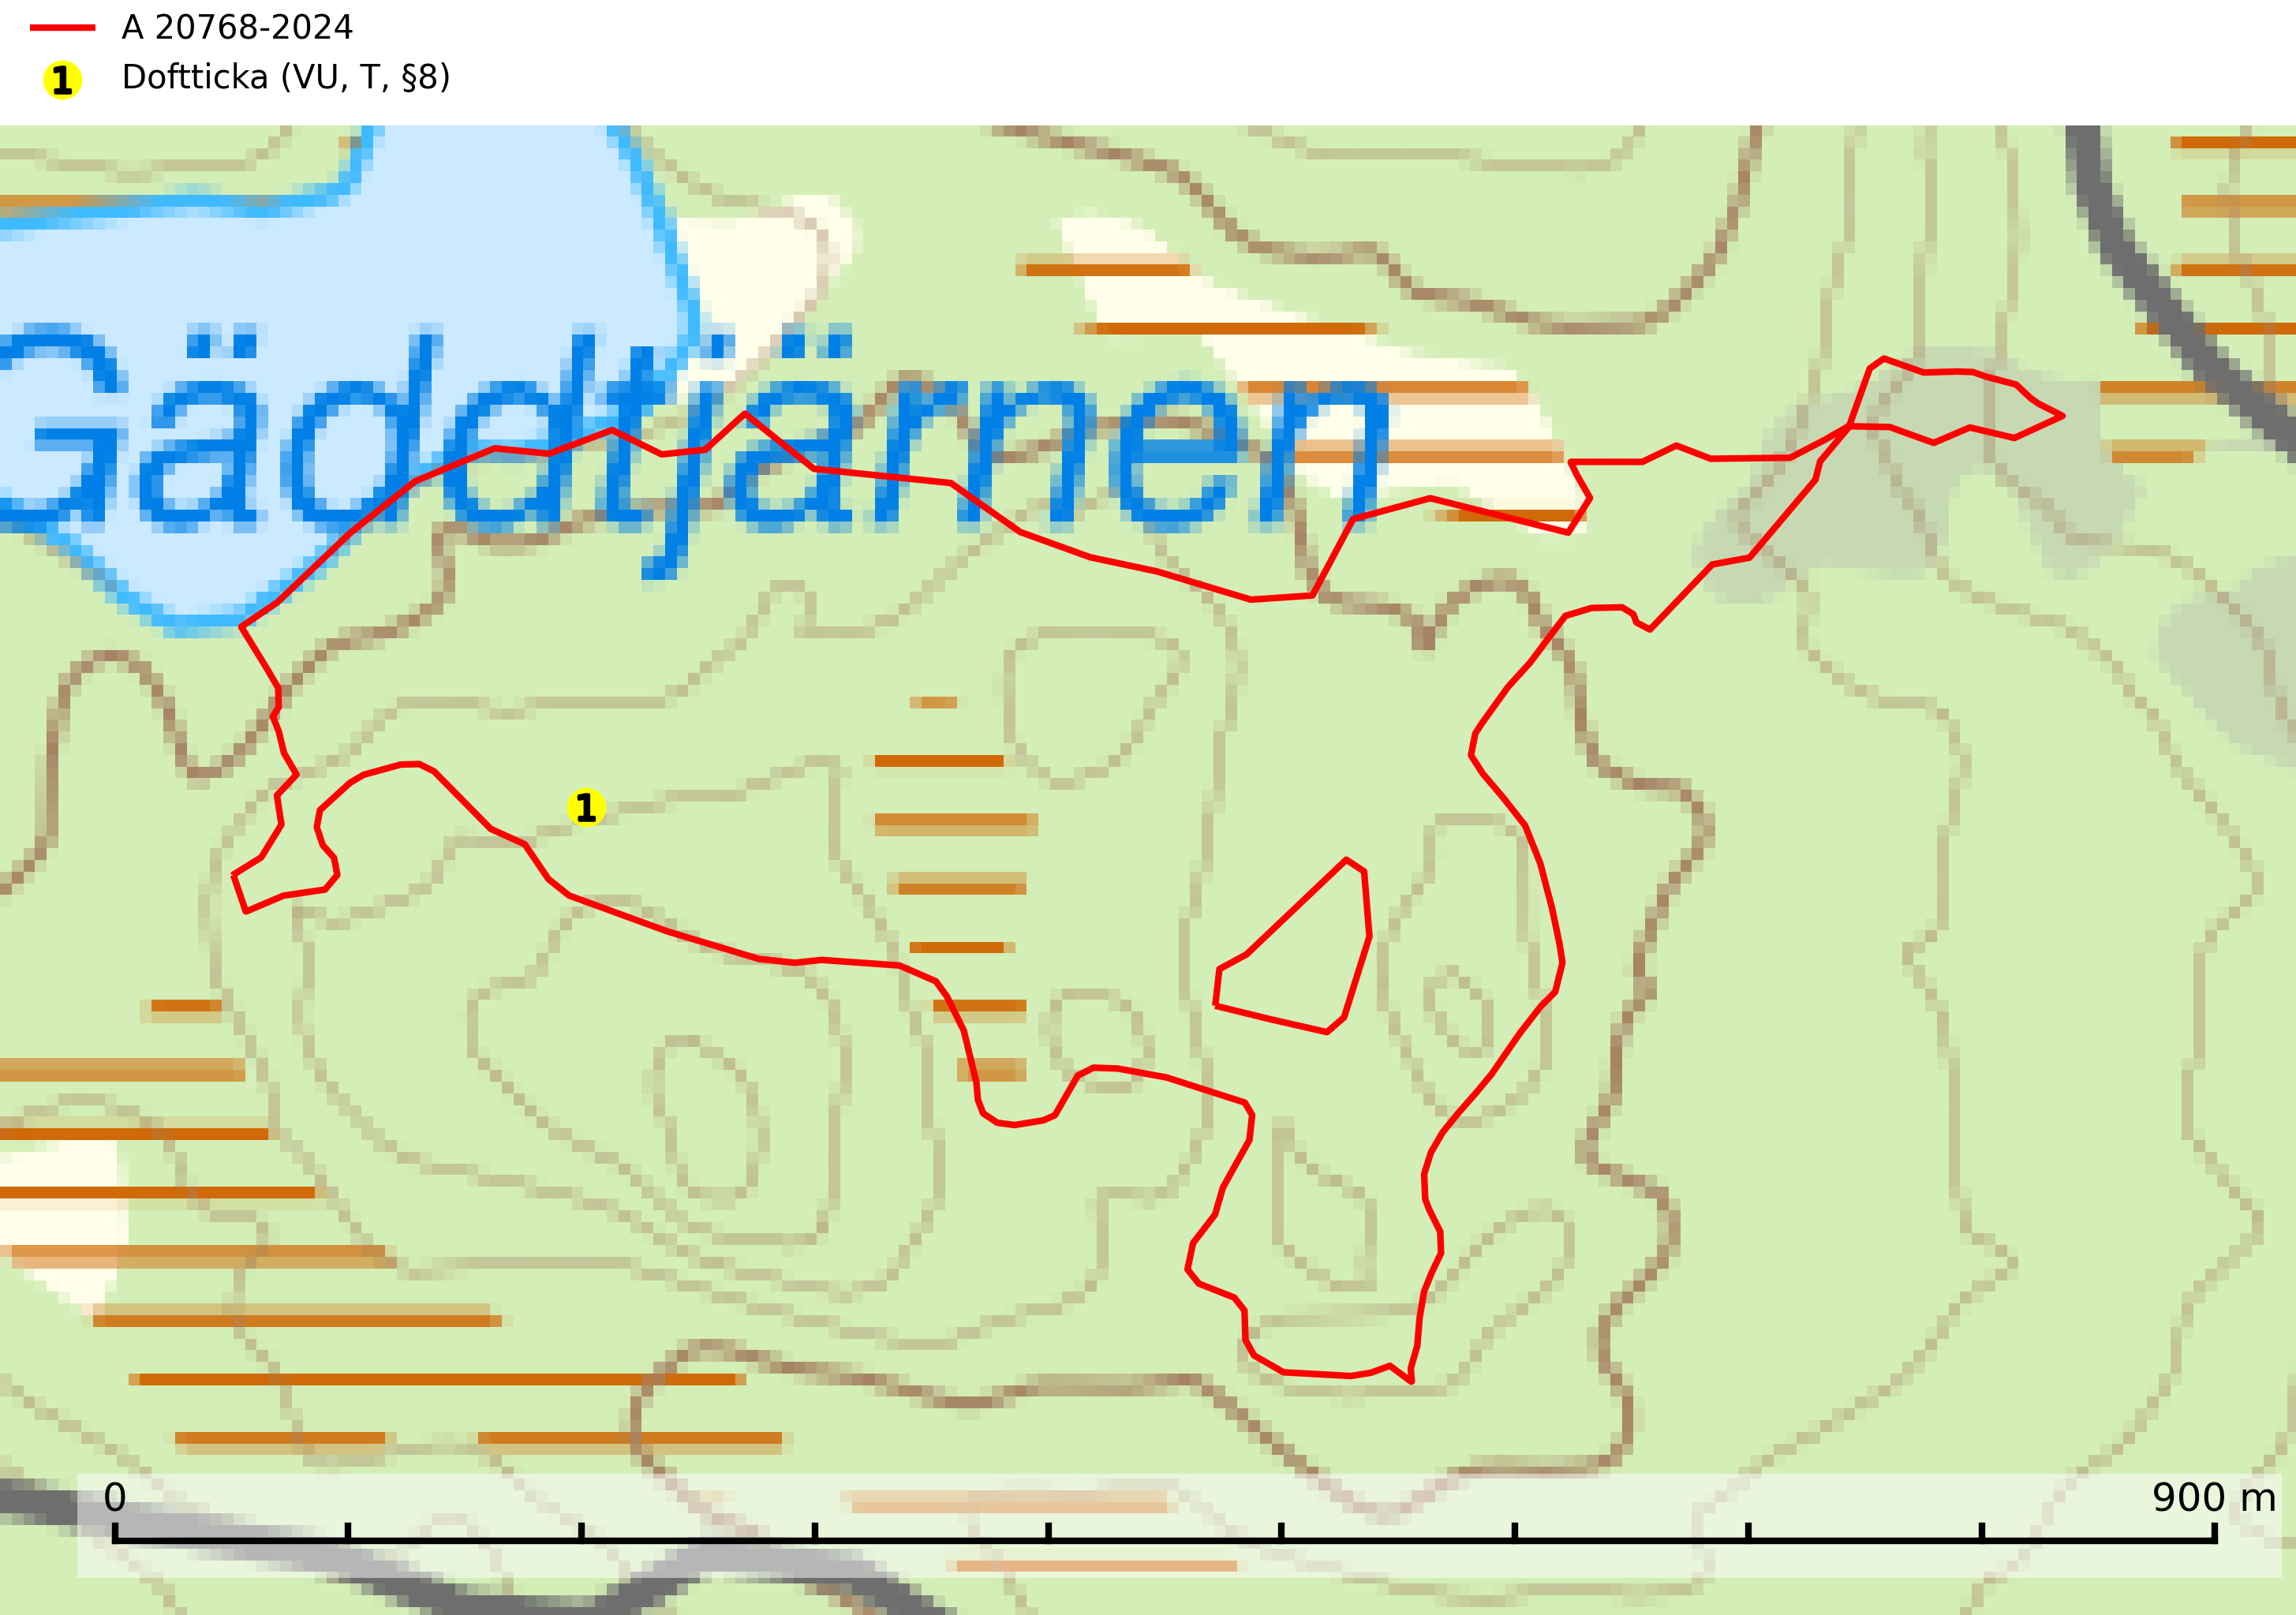 A 20768-2024
1 Doftticka (VU, T, §8)
Gäddtjärnen
1
0 900 m